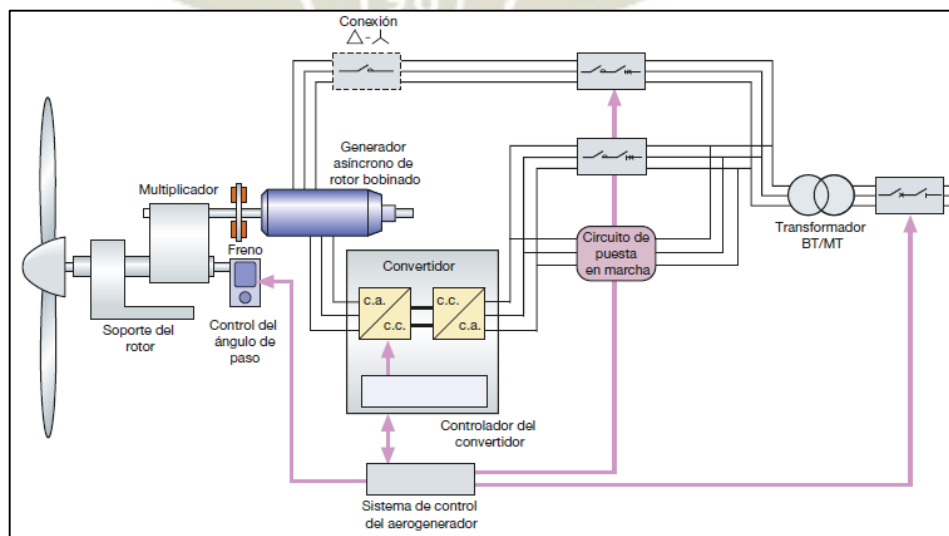 Conexión
Generador
asíncrono de
rotor bobinado
Multiplicador
Freno
Soporte del
rotor
Control del
ángulo de
paso
Convertidor
c.a.
c.c.
c.c.
c.a.
Circuito de
puesta
en marcha
Transformador
BT/MT
Controlador del
convertidor
Sistema de control
del aerogenerador